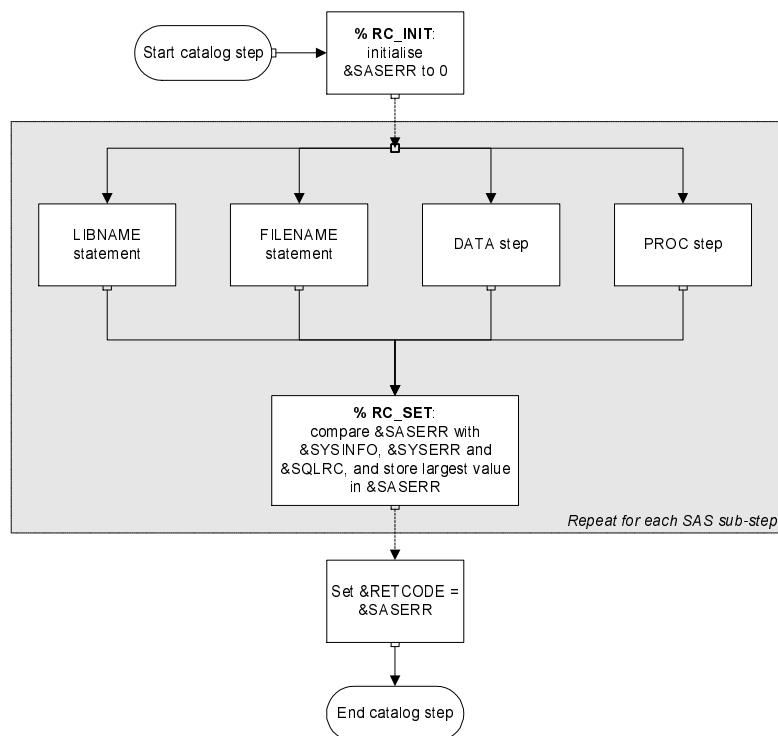 Start catalog step
% RC_INIT:
initialise
&SASERR to 0
LIBNAME
statement
FILENAME
statement
DATA step
PROC step
% RC_SET:
compare &SASERR with
&SYSINFO, &SYSERR and
&SQLRC, and store largest value
in &SASERR
Repeat for each SAS sub-step
Set &RETCODE =
&SASERR
End catalog step